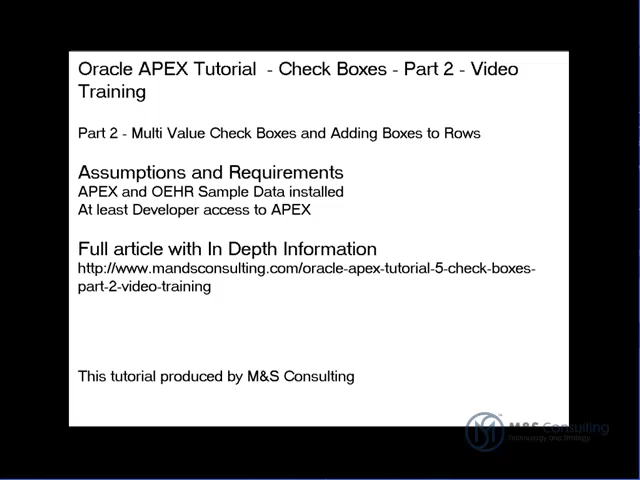 Oracle APEX Tutorial - Check Boxes - Part 2 - Video
Training
Part 2 - Multi Value Check Boxes and Adding Boxes to Rows
Assumptions and Requirements
APEX and OEHR Sample Data installed
At least Developer access to APEX
Full article with In Depth Information
http://www.mandsconsulting.com/oracle-apex-tutorial-5-check-boxes-
part-2-video-training
This tutorial produced by M&S Consulting
M&S Consulting
Technology and Strategy